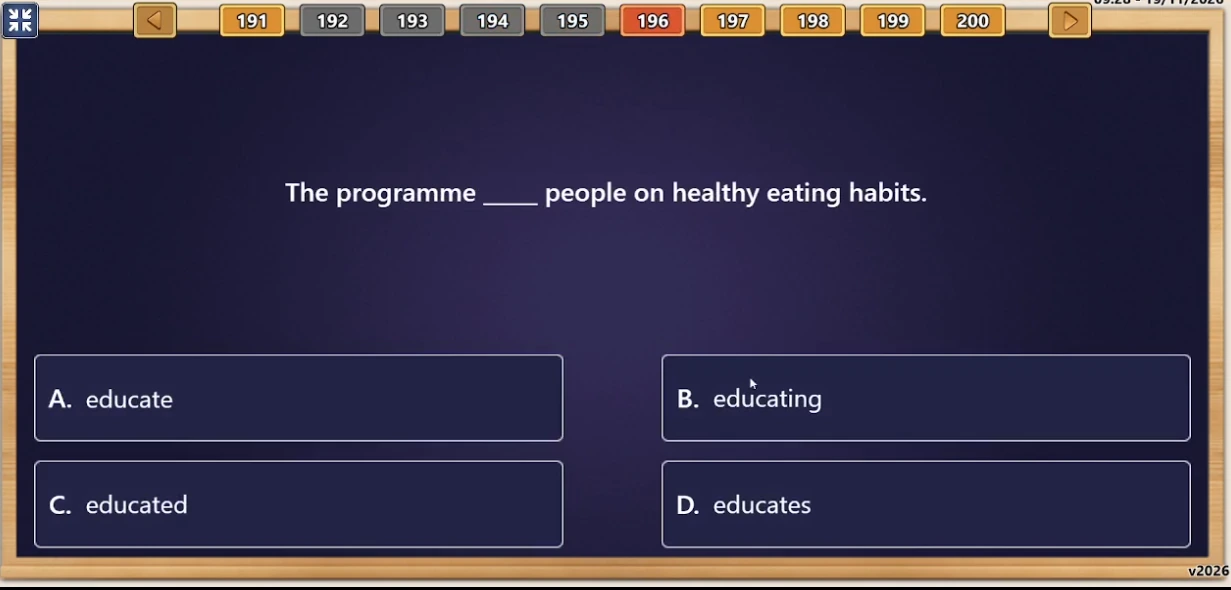 191 192 193 194 195 196 197 198 199 200
The programme _____ people on healthy eating habits.
A. educate
B. educating
C. educated
D. educates
v2026